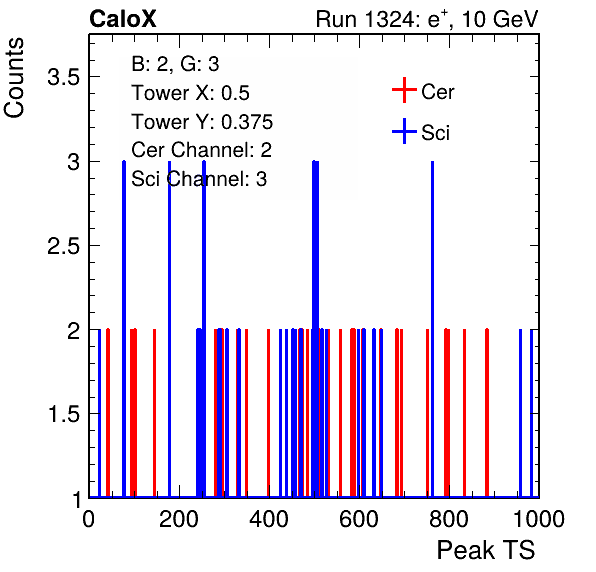 CaloX Run 1324: e+, 10 GeV
Counts
B: 2, G: 3
Tower X: 0.5
Tower Y: 0.375
Cer Channel: 2
Sci Channel: 3
Cer
Sci
3.5
3
2.5
2
1.5
1
0 200 400 600 800 1000
Peak TS